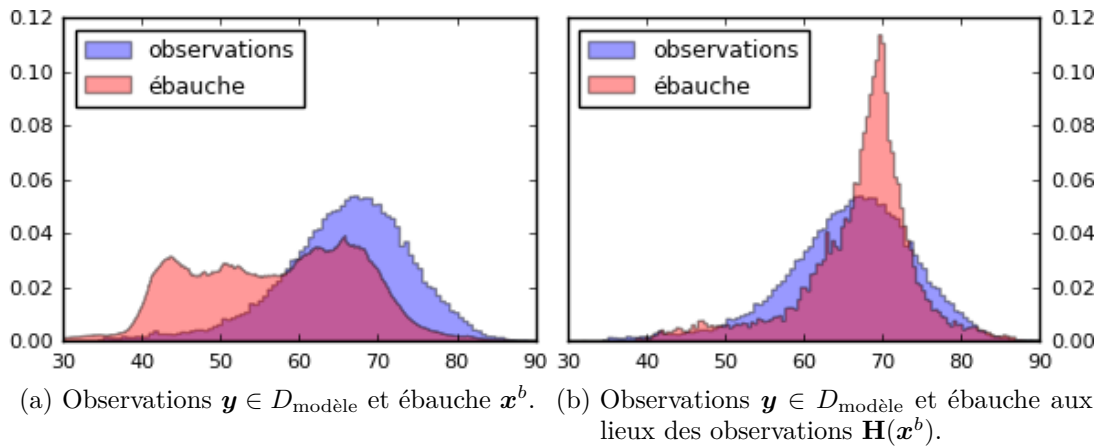 0.12
0.10
0.08
0.06
0.04
0.02
0.00
30 40 50 60 70 80 90
observations
ébauche
0.12
0.10
0.08
0.06
0.04
0.02
0.00
30 40 50 60 70 80 90
observations
ébauche
(a) Observations y ∈ D_modèle et ébauche x^b.
(b) Observations y ∈ D_modèle et ébauche aux
lieux des observations H(x^b).